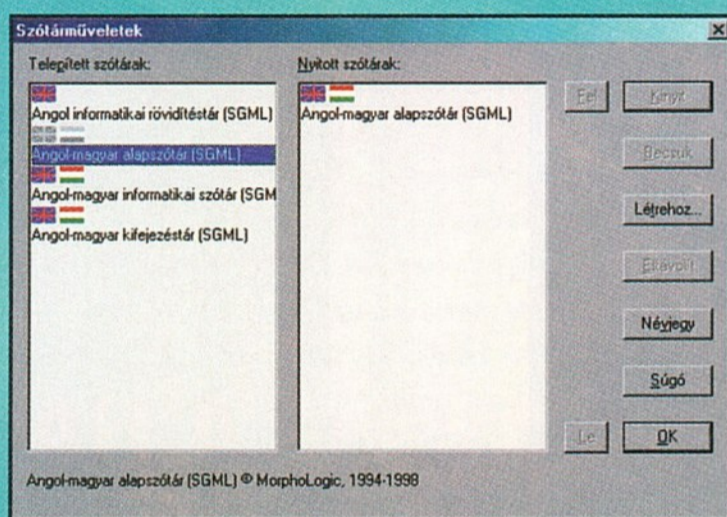 Szótárműveletek
Telepített szótárak:
Angol informatikai rövidítéstár (SGML)
Angol-magyar alapszótár (SGML)
Angol-magyar informatikai szótár (SGM
Angol-magyar kifejezéstár (SGML)
Nyitott szótárak:
Angol-magyar alapszótár (SGML)
Fel
Kinyit
Becsuk
Létrehoz...
Eltávolít
Névjegy
Súgó
Le
OK
Angol-magyar alapszótár (SGML) © MorphoLogic, 1994-1998